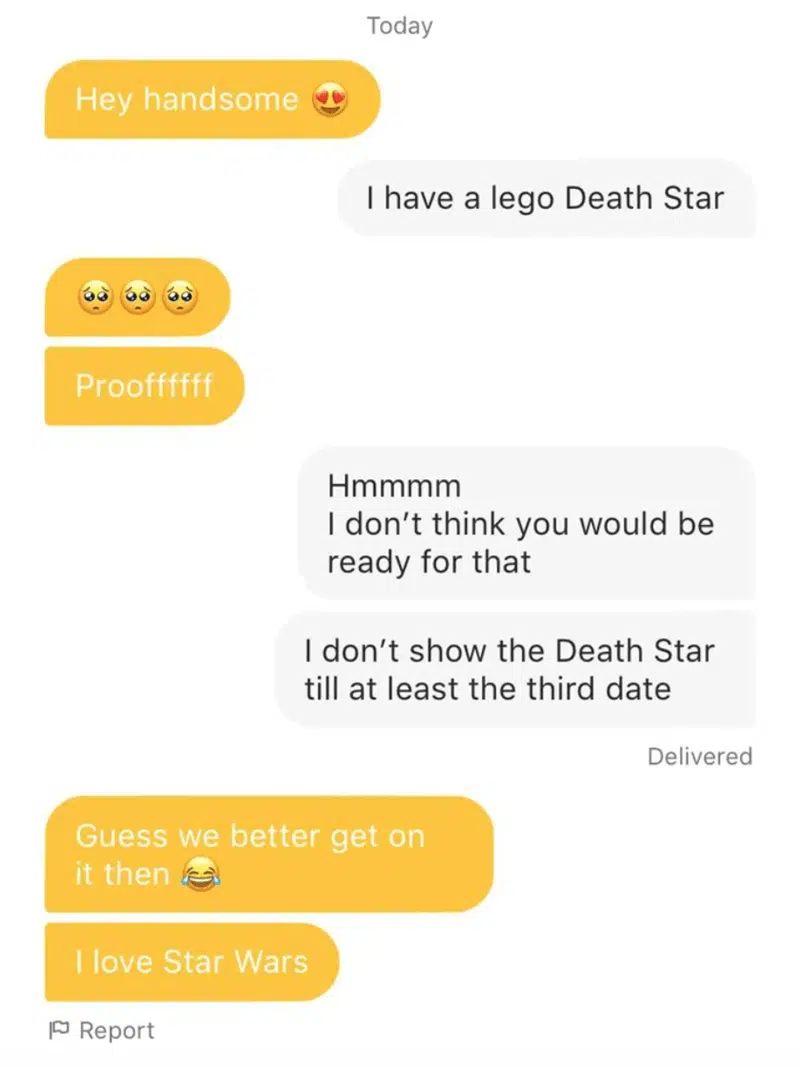 Today
Hey handsome 😍
I have a lego Death Star
🥺🥺🥺
Prooffffff
Hmmmm
I don't think you would be
ready for that
I don't show the Death Star
till at least the third date
Delivered
Guess we better get on
it then 😂
I love Star Wars
Report